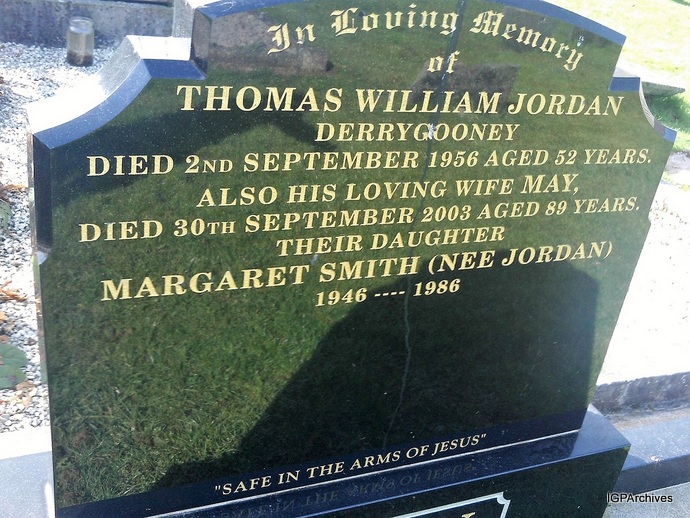 In Loving Memory
of
THOMAS WILLIAM JORDAN
DERRYGOONEY
DIED 2ND SEPTEMBER 1956 AGED 52 YEARS.
ALSO HIS LOVING WIFE MAY,
DIED 30TH SEPTEMBER 2003 AGED 89 YEARS.
THEIR DAUGHTER
MARGARET SMITH (NEE JORDAN)
1946 ---- 1986
"SAFE IN THE ARMS OF JESUS"
IGPArchives